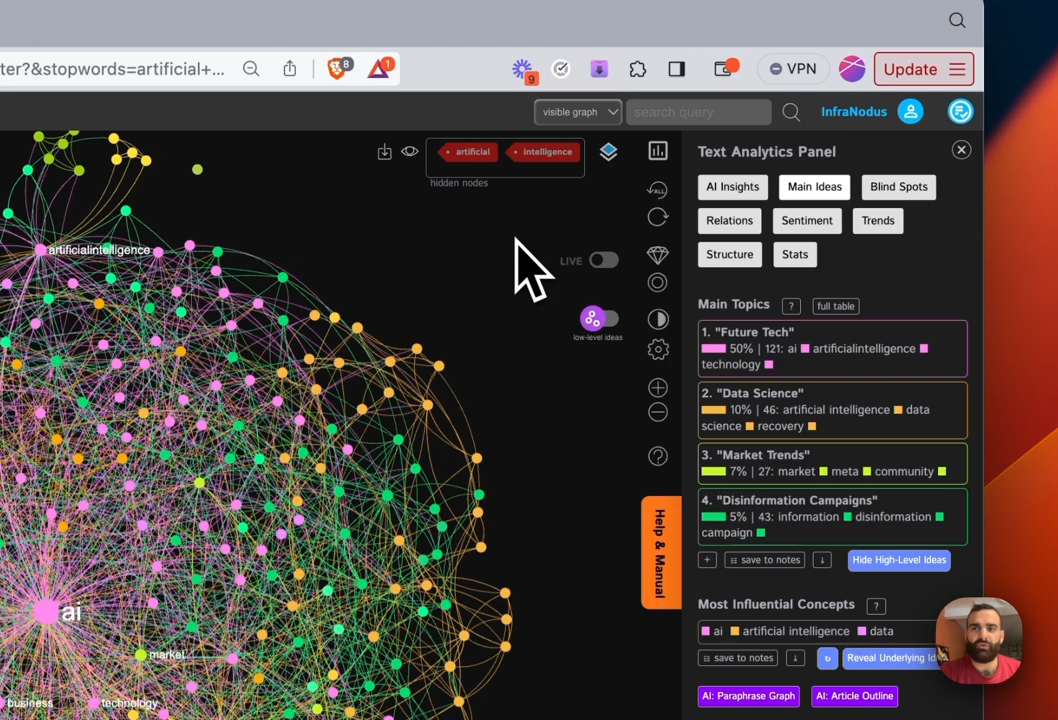 ter?&stopwords=artificial+...
8
1
9
VPN
Update
visible graph
search query
InfraNodus
artificial
intelligence
hidden nodes
ALL
LIVE
low-level ideas
artificialintelligence
ai
market
business
technology
Help & Manual
Text Analytics Panel
AI Insights
Main Ideas
Blind Spots
Relations
Sentiment
Trends
Structure
Stats
Main Topics
?
full table
1. "Future Tech"
50% | 121: ai artificialintelligence
technology
2. "Data Science"
10% | 46: artificial intelligence data
science recovery
3. "Market Trends"
7% | 27: market meta community
4. "Disinformation Campaigns"
5% | 43: information disinformation
campaign
+
save to notes
↓
Hide High-Level Ideas
Most Influential Concepts
?
ai artificial intelligence data
save to notes
↓
↻
Reveal Underlying
AI: Paraphrase Graph
AI: Article Outline